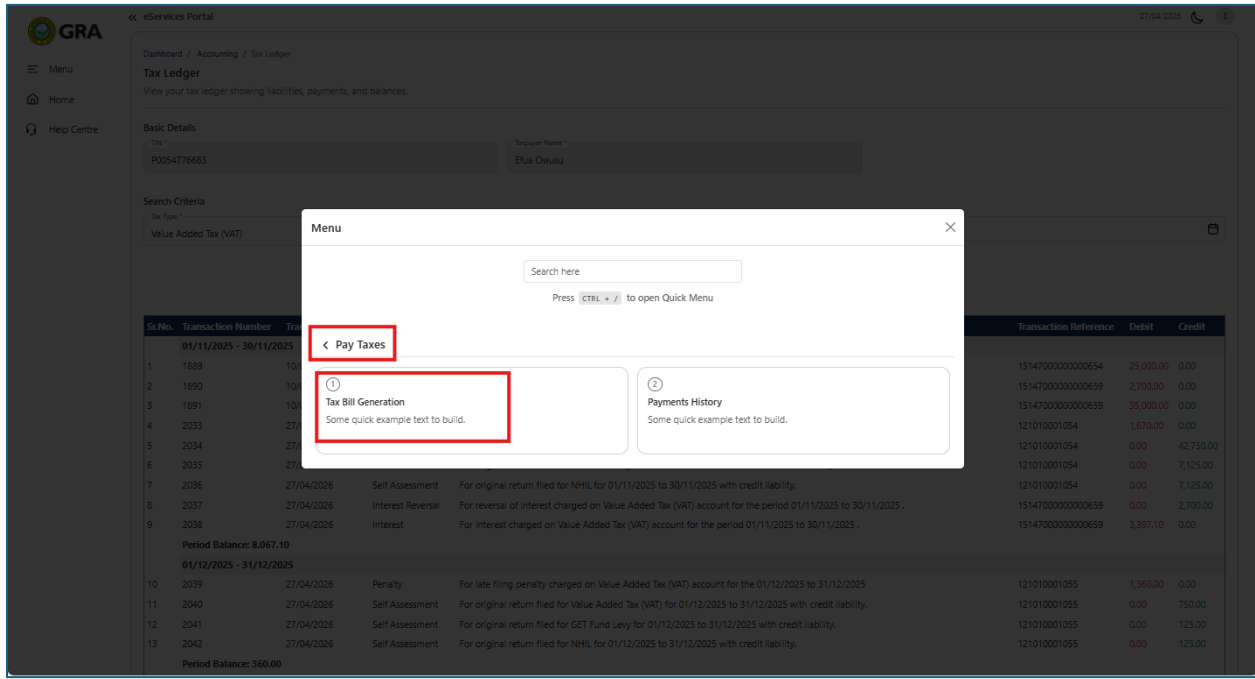 GRA
eServices Portal
27/04/2026
Menu
Home
Help Centre
Dashboard / Accounting / Tax Ledger
Tax Ledger
View your tax ledger showing liabilities, payments, and balances.
Basic Details
TIN *
P0054776683
Taxpayer Name *
Efua Owusu
Search Criteria
Tax Type *
Value Added Tax (VAT)
Menu
Search here
Press CTRL + / to open Quick Menu
Pay Taxes
1
Tax Bill Generation
Some quick example text to build.
2
Payments History
Some quick example text to build.
Sr.No. Transaction Number Tra Transaction Reference Debit Credit
01/11/2025 - 30/11/2025
1 1889 10/ 15147000000000654 25,000.00 0.00
2 1890 10/ 15147000000000659 2,700.00 0.00
3 1891 10/ 15147000000000659 35,000.00 0.00
4 2033 27/ 121010001054 1,670.00 0.00
5 2034 27/ 121010001054 0.00 42,750.00
6 2035 27/ 121010001054 0.00 7,125.00
7 2036 27/04/2026 Self Assessment For original return filed for NHIL for 01/11/2025 to 30/11/2025 with credit liability. 121010001054 0.00 7,125.00
8 2037 27/04/2026 Interest Reversal For reversal of interest charged on Value Added Tax (VAT) account for the period 01/11/2025 to 30/11/2025 . 15147000000000659 0.00 2,700.00
9 2038 27/04/2026 Interest For interest charged on Value Added Tax (VAT) account for the period 01/11/2025 to 30/11/2025 . 15147000000000659 3,397.10 0.00
Period Balance: 8,067.10
01/12/2025 - 31/12/2025
10 2039 27/04/2026 Penalty For late filing penalty charged on Value Added Tax (VAT) account for the 01/12/2025 to 31/12/2025 121010001055 1,360.00 0.00
11 2040 27/04/2026 Self Assessment For original return filed for Value Added Tax (VAT) for 01/12/2025 to 31/12/2025 with credit liability. 121010001055 0.00 750.00
12 2041 27/04/2026 Self Assessment For original return filed for GET Fund Levy for 01/12/2025 to 31/12/2025 with credit liability. 121010001055 0.00 125.00
13 2042 27/04/2026 Self Assessment For original return filed for NHIL for 01/12/2025 to 31/12/2025 with credit liability. 121010001055 0.00 125.00
Period Balance: 360.00